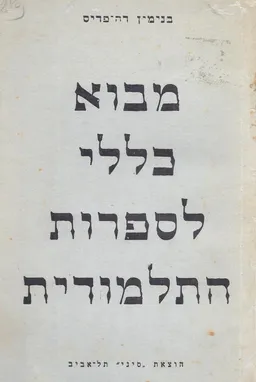 בנימין דה־פריס
מבוא
כללי
לספרות
התלמודית
הוצאת „סיני” תל־אביב